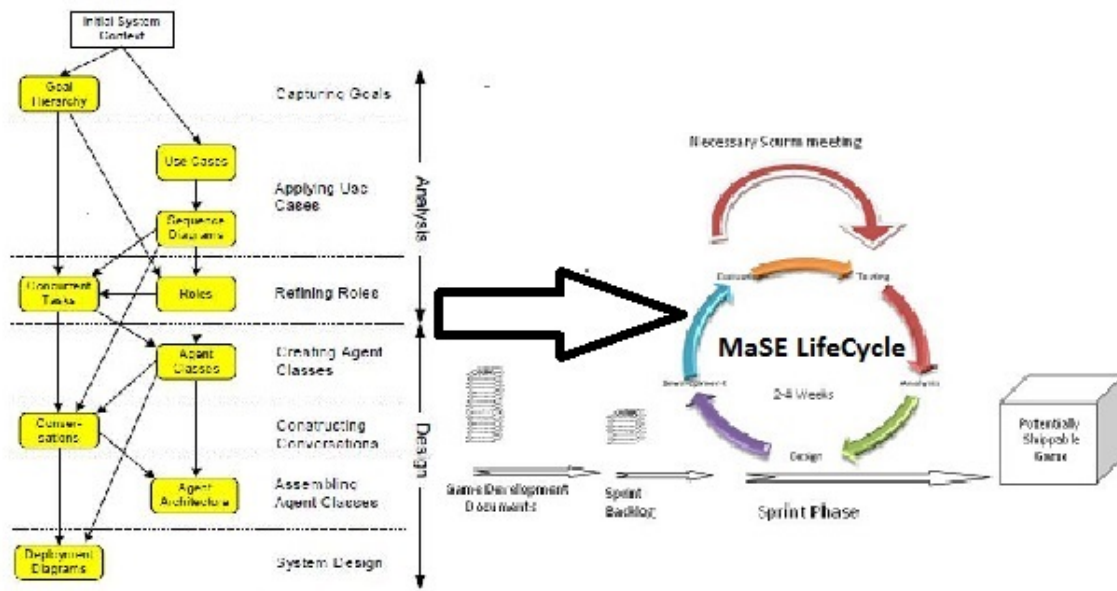 Initial System
Context
Goal
Hierarchy
Capturing Goals
Use Cases
Applying Use
Cases
Sequence
Diagrams
Analysis
Concurrent
Tasks
Roles
Refining Roles
Agent
Classes
Creating Agent
Classes
Conver-
sations
Constructing
Conversations
Design
Agent
Architecture
Assembling
Agent Classes
Deployment
Diagrams
System Design
Necessary Scurm meeting
Testing
MaSE LifeCycle
Development
Analysis
2-4 Weeks
Design
Game Development
Documents
Sprint
Backlog
Sprint Phase
Potentially
Shippable
Game